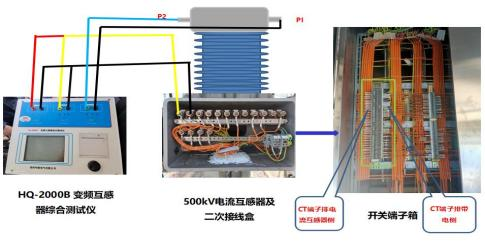 P2
P1
HQ-2000B 变频互感
器综合测试仪
500kV电流互感器及
二次接线盒
CT端子排电
流互感器侧
开关端子箱
CT端子排带
电侧